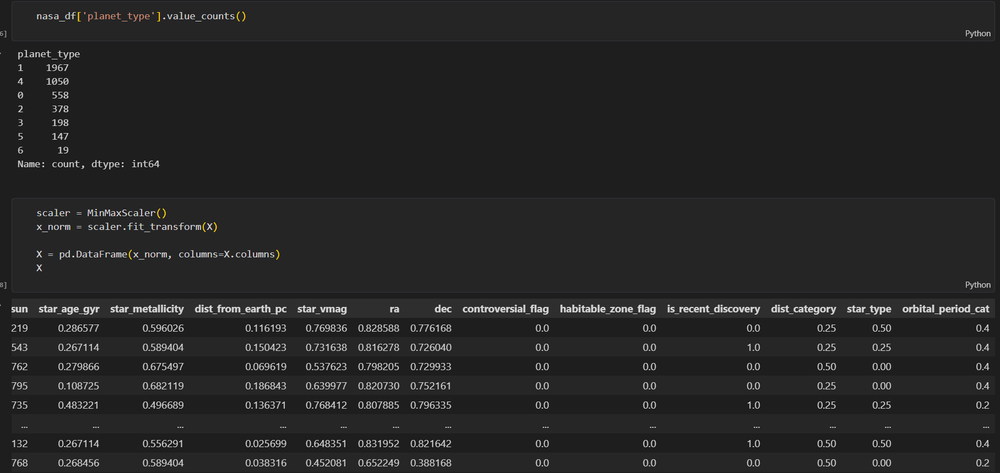 nasa_df['planet_type'].value_counts()
6]
Python
planet_type
1 1967
4 1050
0 558
2 378
3 198
5 147
6 19
Name: count, dtype: int64
scaler = MinMaxScaler()
x_norm = scaler.fit_transform(X)
X = pd.DataFrame(x_norm, columns=X.columns)
X
8]
Python
sun star_age_gyr star_metallicity dist_from_earth_pc star_vmag ra dec controversial_flag habitable_zone_flag is_recent_discovery dist_category star_type orbital_period_cat
219 0.286577 0.596026 0.116193 0.769836 0.828588 0.776168 0.0 0.0 0.0 0.25 0.50 0.4
543 0.267114 0.589404 0.150423 0.731638 0.816278 0.726040 0.0 0.0 1.0 0.25 0.25 0.4
762 0.279866 0.675497 0.069619 0.537623 0.798205 0.729933 0.0 0.0 0.0 0.50 0.00 0.4
795 0.108725 0.682119 0.186843 0.639977 0.820730 0.752161 0.0 0.0 0.0 0.25 0.00 0.4
735 0.483221 0.496689 0.136371 0.768412 0.807885 0.796335 0.0 0.0 1.0 0.25 0.25 0.2
... ... ... ... ... ... ... ... ... ... ... ... ...
132 0.267114 0.556291 0.025699 0.648351 0.831952 0.821642 0.0 0.0 1.0 0.50 0.50 0.4
768 0.268456 0.589404 0.038316 0.452081 0.652249 0.388168 0.0 0.0 0.0 0.50 0.00 0.2